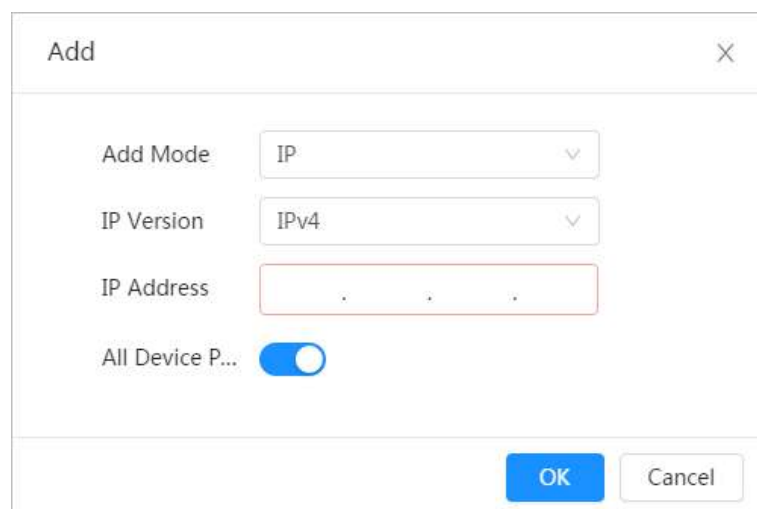 Add
Add Mode IP
IP Version IPv4
IP Address . . .
All Device P...
OK Cancel